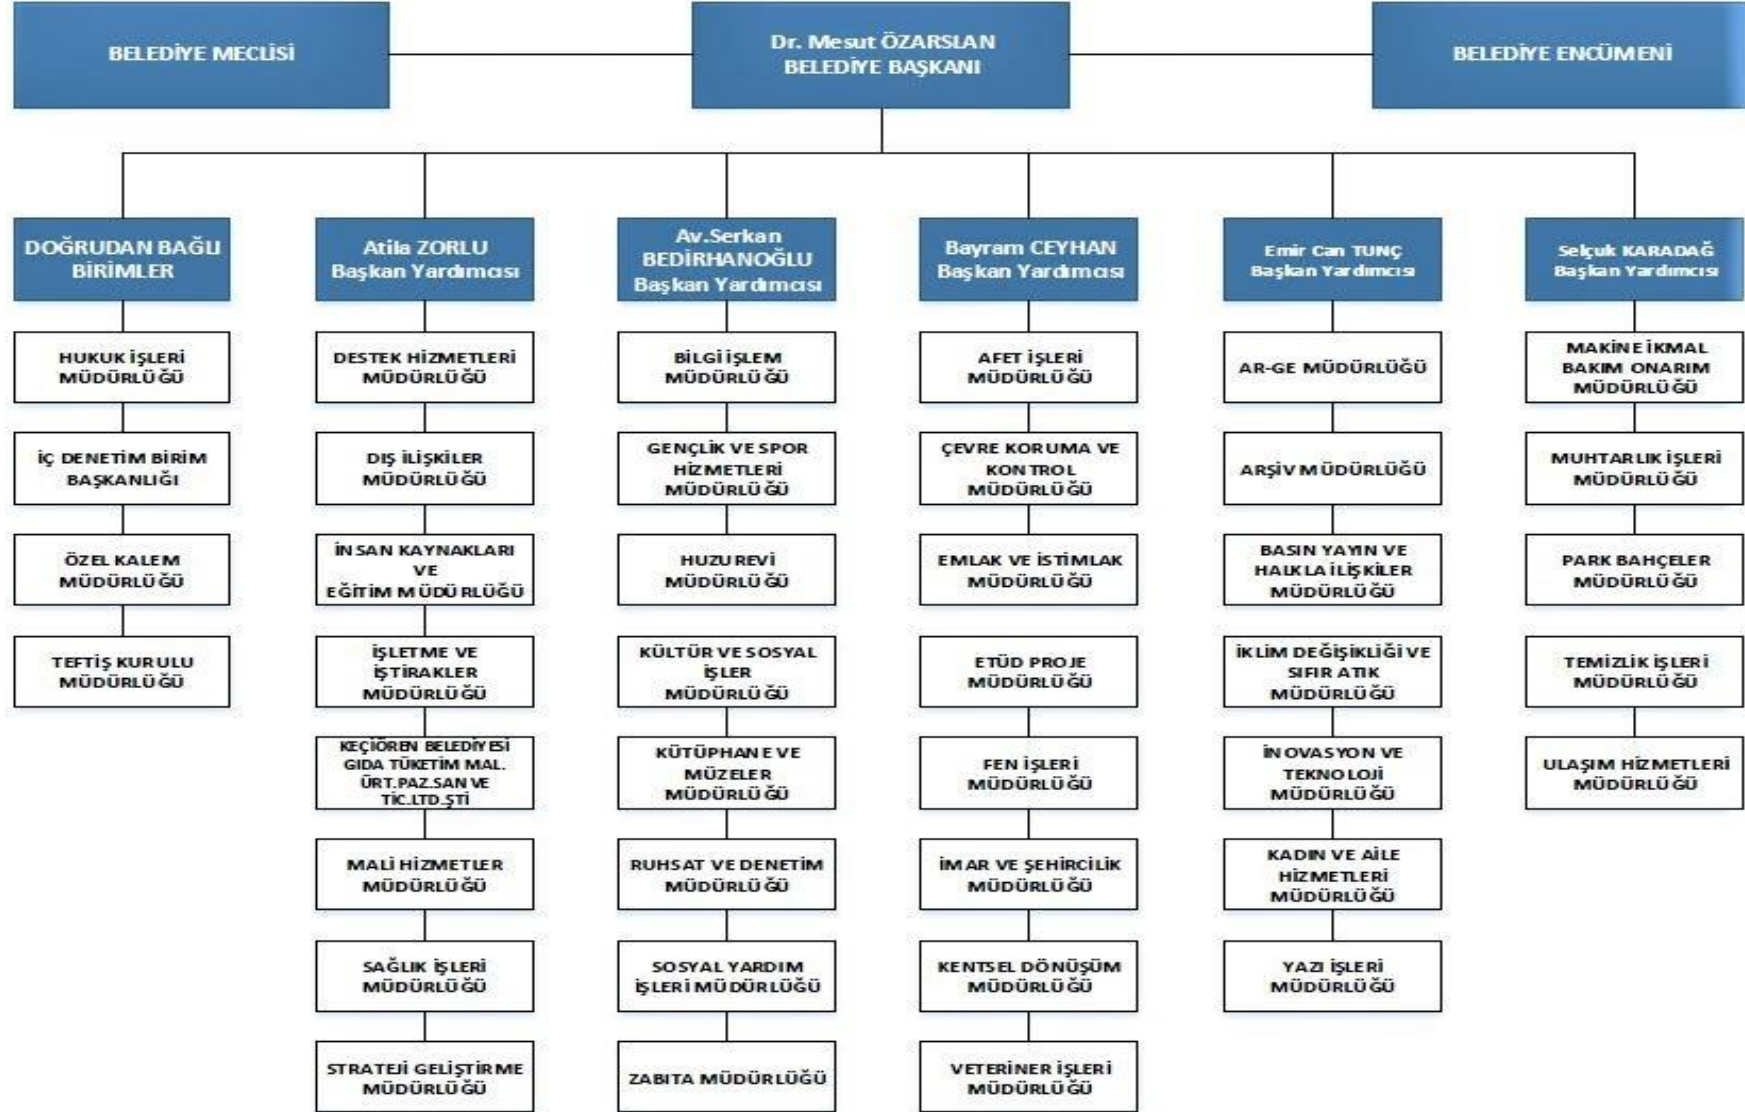 BELEDİYE MECLİSİ
Dr. Mesut ÖZARSLAN
BELEDİYE BAŞKANI
BELEDİYE ENCÜMENİ
DOĞRUDAN BAĞLI
BİRİMLER
HUKUK İŞLERİ
MÜDÜRLÜĞÜ
İÇ DENETİM BİRİM
BAŞKANLIĞI
ÖZEL KALEM
MÜDÜRLÜĞÜ
TEFTİŞ KURULU
MÜDÜRLÜĞÜ
Atila ZORLU
Başkan Yardımcısı
DESTEK HİZMETLERİ
MÜDÜRLÜĞÜ
DIŞ İLİŞKİLER
MÜDÜRLÜĞÜ
İNSAN KAYNAKLARI
VE
EĞİTİM MÜDÜRLÜĞÜ
İŞLETME VE
İŞTİRAKLER
MÜDÜRLÜĞÜ
KEÇİÖREN BELEDİYESİ
GIDA TÜKETİM MAL.
ÜRT.PAZ.SAN VE
TİC.LTD.ŞTİ
MALİ HİZMETLER
MÜDÜRLÜĞÜ
SAĞLIK İŞLERİ
MÜDÜRLÜĞÜ
STRATEJİ GELİŞTİRME
MÜDÜRLÜĞÜ
Av.Serkan
BEDİRHANOĞLU
Başkan Yardımcısı
BİLGİ İŞLEM
MÜDÜRLÜĞÜ
GENÇLİK VE SPOR
HİZMETLERİ
MÜDÜRLÜĞÜ
HUZUREVİ
MÜDÜRLÜĞÜ
KÜLTÜR VE SOSYAL
İŞLER
MÜDÜRLÜĞÜ
KÜTÜPHANE VE
MÜZELER
MÜDÜRLÜĞÜ
RUHSAT VE DENETİM
MÜDÜRLÜĞÜ
SOSYAL YARDIM
İŞLERİ MÜDÜRLÜĞÜ
ZABITA MÜDÜRLÜĞÜ
Bayram CEYHAN
Başkan Yardımcısı
AFET İŞLERİ
MÜDÜRLÜĞÜ
ÇEVRE KORUMA VE
KONTROL
MÜDÜRLÜĞÜ
EMLAK VE İSTİMLAK
MÜDÜRLÜĞÜ
ETÜD PROJE
MÜDÜRLÜĞÜ
FEN İŞLERİ
MÜDÜRLÜĞÜ
İMAR VE ŞEHİRCİLİK
MÜDÜRLÜĞÜ
KENTSEL DÖNÜŞÜM
MÜDÜRLÜĞÜ
VETERİNER İŞLERİ
MÜDÜRLÜĞÜ
Emir Can TUNÇ
Başkan Yardımcısı
AR-GE MÜDÜRLÜĞÜ
ARŞİV MÜDÜRLÜĞÜ
BASIN YAYIN VE
HALKLA İLİŞKİLER
MÜDÜRLÜĞÜ
İKLİM DEĞİŞİKLİĞİ VE
SIFIR ATIK
MÜDÜRLÜĞÜ
İNOVASYON VE
TEKNOLOJİ
MÜDÜRLÜĞÜ
KADIN VE AİLE
HİZMETLERİ
MÜDÜRLÜĞÜ
YAZI İŞLERİ
MÜDÜRLÜĞÜ
Selçuk KARADAĞ
Başkan Yardımcısı
MAKİNE İKMAL
BAKIM ONARIM
MÜDÜRLÜĞÜ
MUHTARLIK İŞLERİ
MÜDÜRLÜĞÜ
PARK BAHÇELER
MÜDÜRLÜĞÜ
TEMİZLİK İŞLERİ
MÜDÜRLÜĞÜ
ULAŞIM HİZMETLERİ
MÜDÜRLÜĞÜ